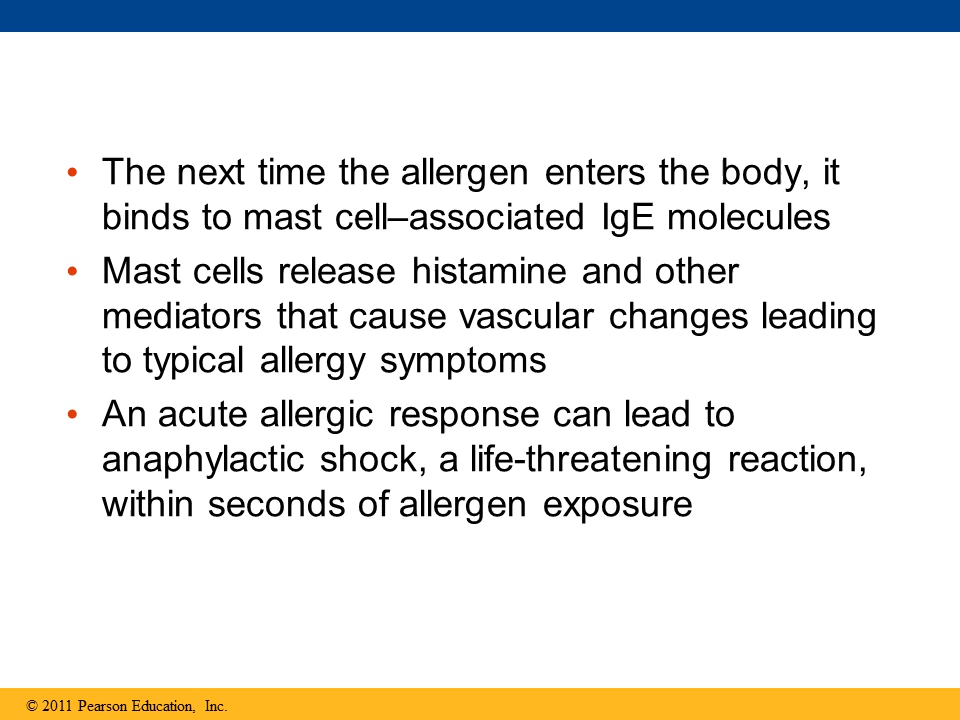 • The next time the allergen enters the body, it
binds to mast cell–associated IgE molecules
• Mast cells release histamine and other
mediators that cause vascular changes leading
to typical allergy symptoms
• An acute allergic response can lead to
anaphylactic shock, a life-threatening reaction,
within seconds of allergen exposure
© 2011 Pearson Education, Inc.